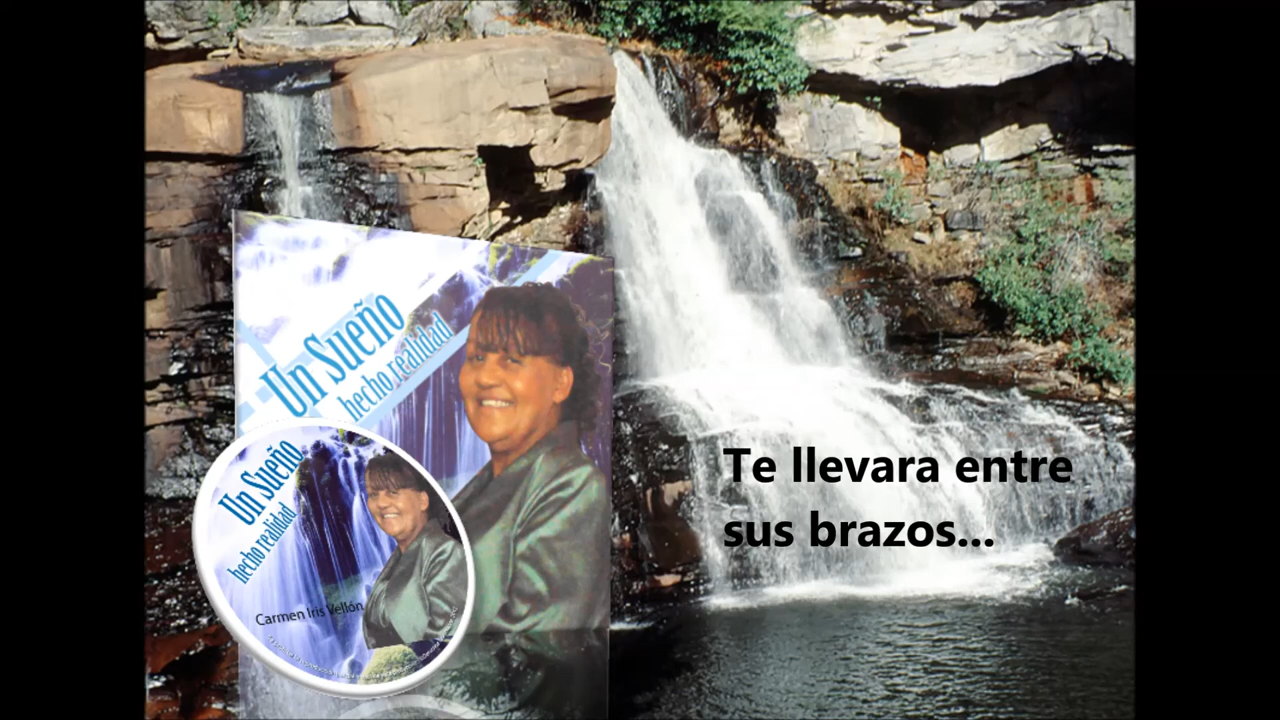 Un Sueño
hecho realidad
Un Sueño
hecho realidad
Carmen Iris Vellón
Te llevara entre
sus brazos...